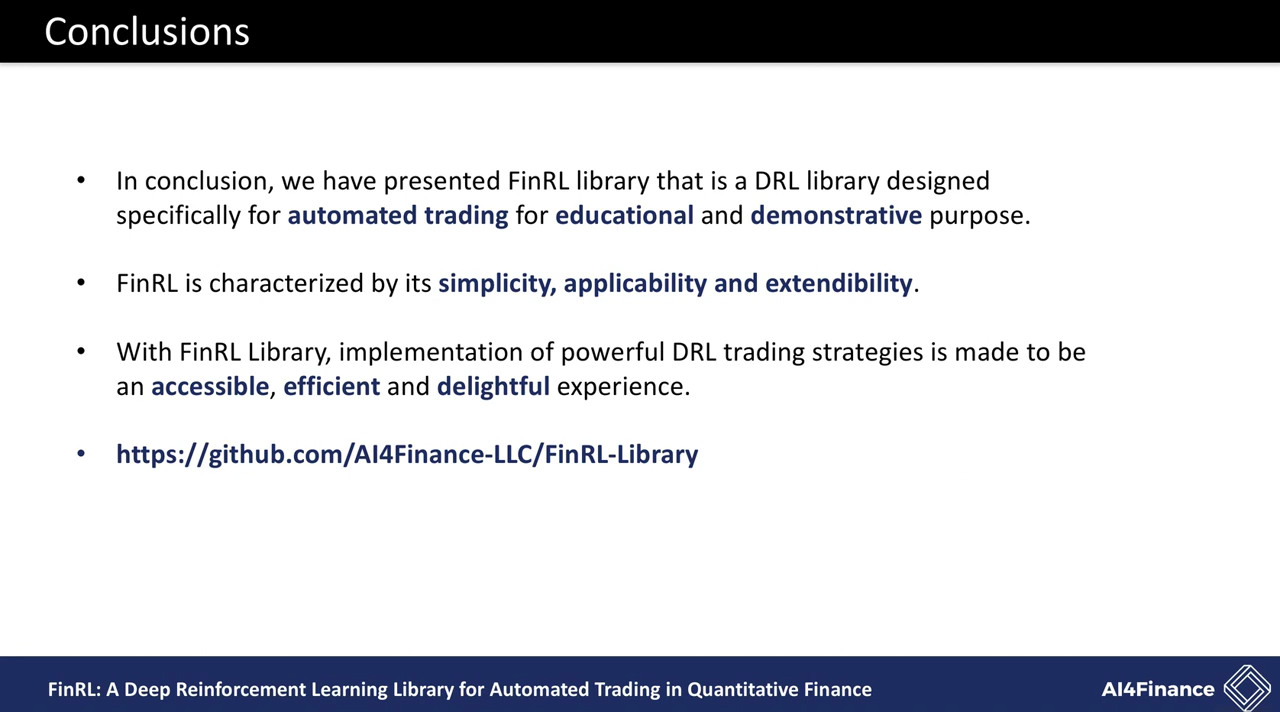 Conclusions
• In conclusion, we have presented FinRL library that is a DRL library designed
specifically for automated trading for educational and demonstrative purpose.
• FinRL is characterized by its simplicity, applicability and extendibility.
• With FinRL Library, implementation of powerful DRL trading strategies is made to be
an accessible, efficient and delightful experience.
• https://github.com/AI4Finance-LLC/FinRL-Library
FinRL: A Deep Reinforcement Learning Library for Automated Trading in Quantitative Finance
AI4Finance